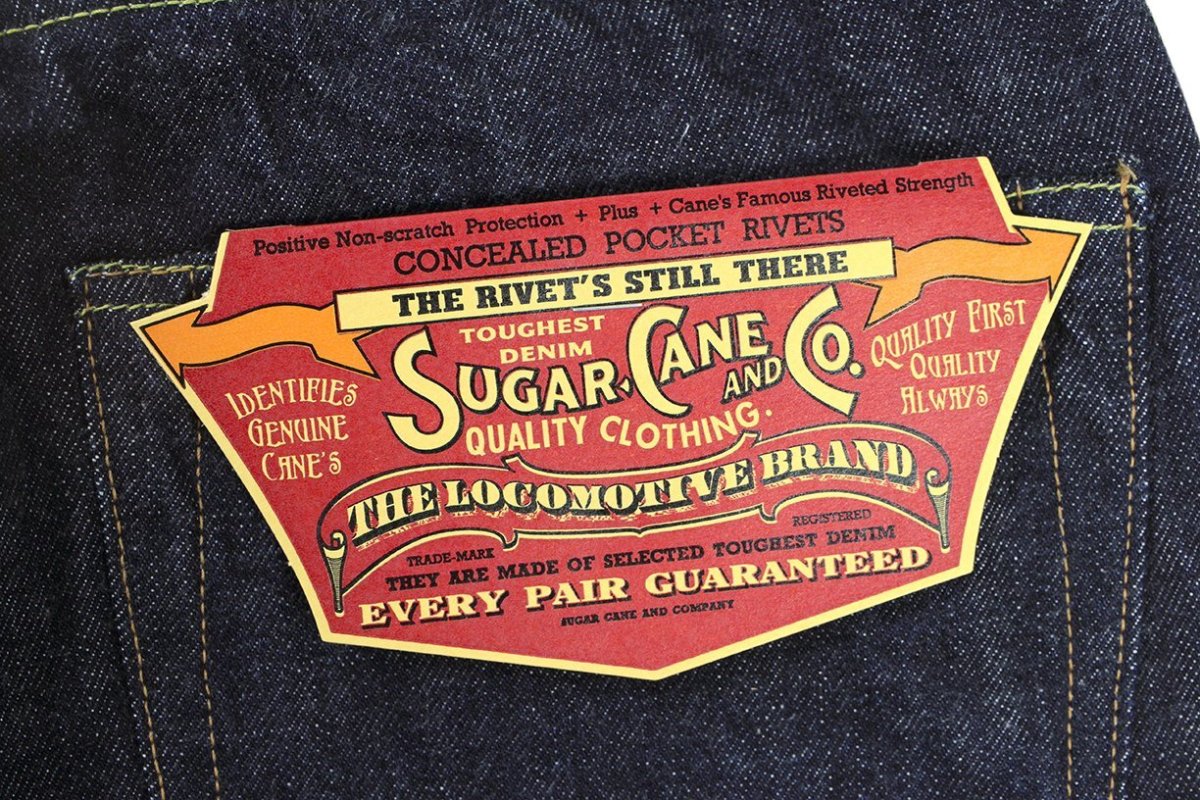 Positive Non-scratch Protection + Plus + Cane's Famous Riveted Strength
CONCEALED POCKET RIVETS
THE RIVET'S STILL THERE
TOUGHEST
DENIM
SUGAR CANE AND CO.
QUALITY CLOTHING.
IDENTIFIES
GENUINE
CANE'S
QUALITY FIRST
QUALITY
ALWAYS
THE LOCOMOTIVE BRAND
TRADE-MARK
REGISTERED
THEY ARE MADE OF SELECTED TOUGHEST DENIM
EVERY PAIR GUARANTEED
SUGAR CANE AND COMPANY